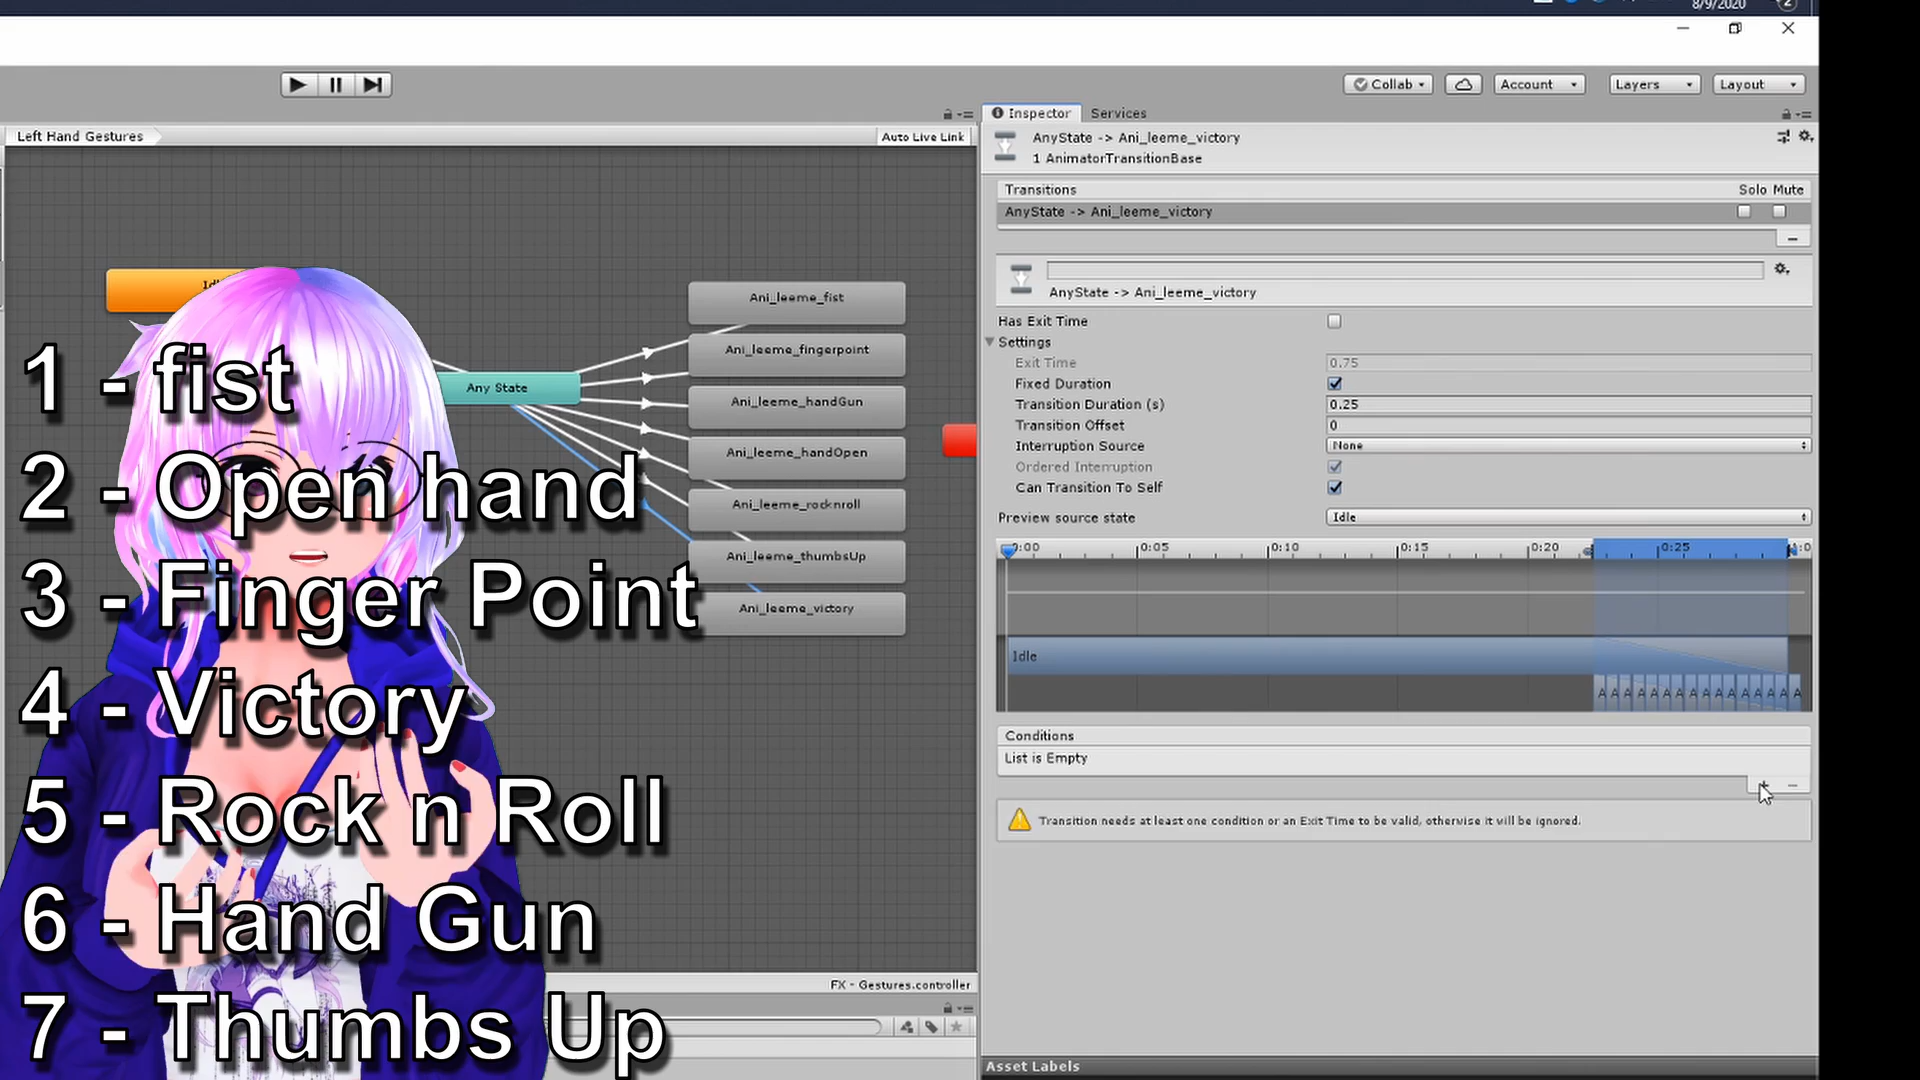 8/9/2020
2
Collab
Account
Layers
Layout
Left Hand Gestures
Auto Live Link
Inspector
Services
AnyState -> Ani_leeme_victory
1 AnimatorTransitionBase
Transitions
Solo Mute
AnyState -> Ani_leeme_victory
AnyState -> Ani_leeme_victory
Has Exit Time
Settings
Exit Time
0.75
Fixed Duration
Transition Duration (s)
0.25
Transition Offset
0
Interruption Source
None
Ordered Interruption
Can Transition To Self
Preview source state
Idle
0:00 0:05 0:10 0:15 0:20 0:25
Idle
A A A A A A A A A A A A A A A A
Conditions
List is Empty
Transition needs at least one condition or an Exit Time to be valid, otherwise it will be ignored.
Asset Labels
Any State
Ani_leeme_fist
Ani_leeme_fingerpoint
Ani_leeme_handGun
Ani_leeme_handOpen
Ani_leeme_rocknroll
Ani_leeme_thumbsUp
Ani_leeme_victory
FX - Gestures.controller
1 - fist
2 - Open hand
3 - Finger Point
4 - Victory
5 - Rock n Roll
6 - Hand Gun
7 - Thumbs Up